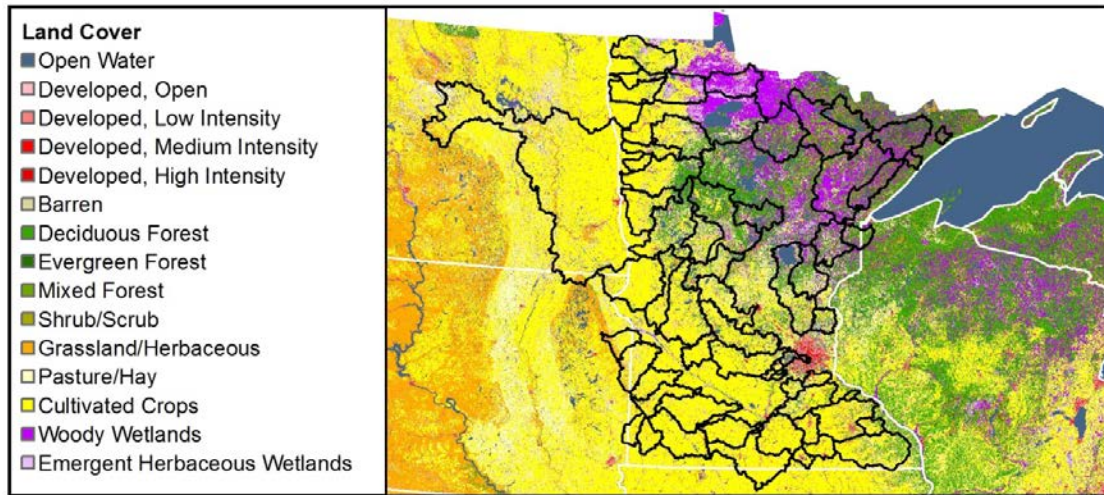 Land Cover
Open Water
Developed, Open
Developed, Low Intensity
Developed, Medium Intensity
Developed, High Intensity
Barren
Deciduous Forest
Evergreen Forest
Mixed Forest
Shrub/Scrub
Grassland/Herbaceous
Pasture/Hay
Cultivated Crops
Woody Wetlands
Emergent Herbaceous Wetlands